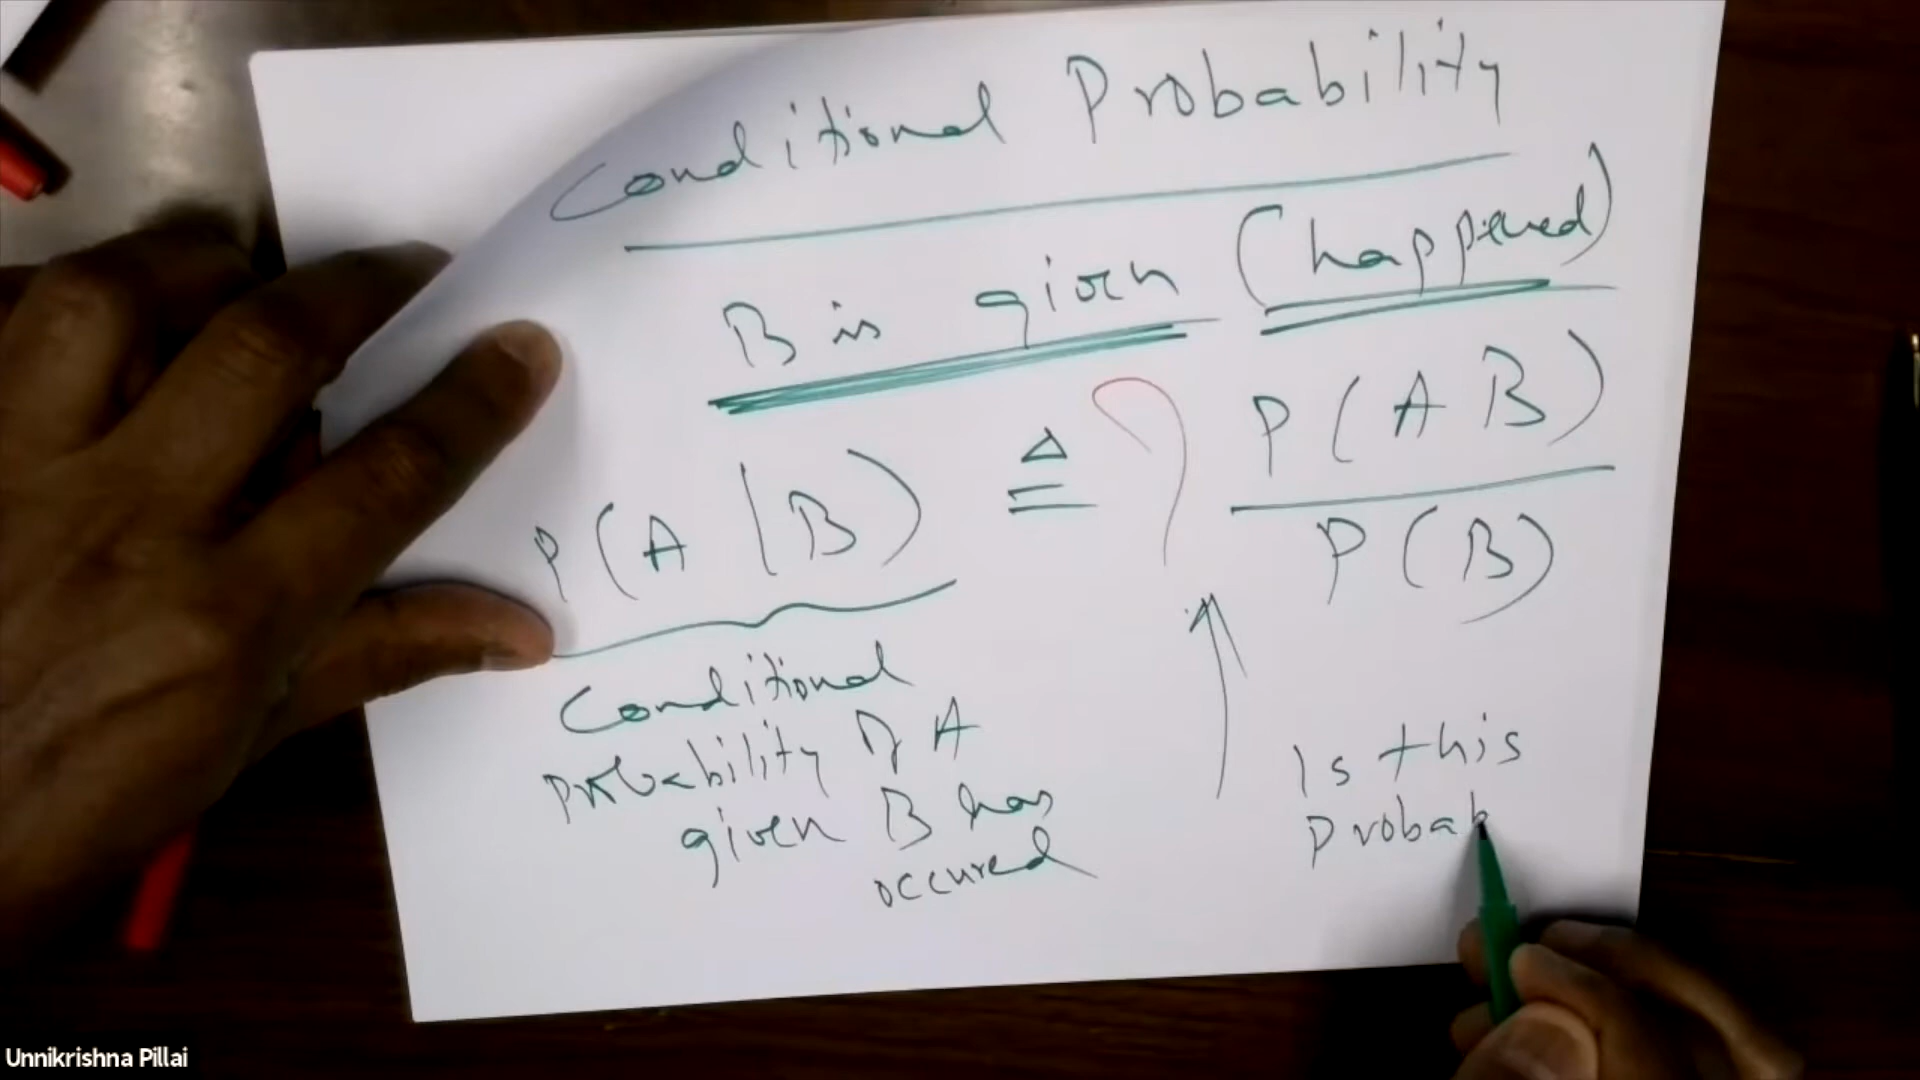 Conditional Probability
B is given (happened)
P(A|B) ≜ P(AB)
P(B)
Conditional
probability of A
given B has
occured
Is this
Probab
Unnikrishna Pillai